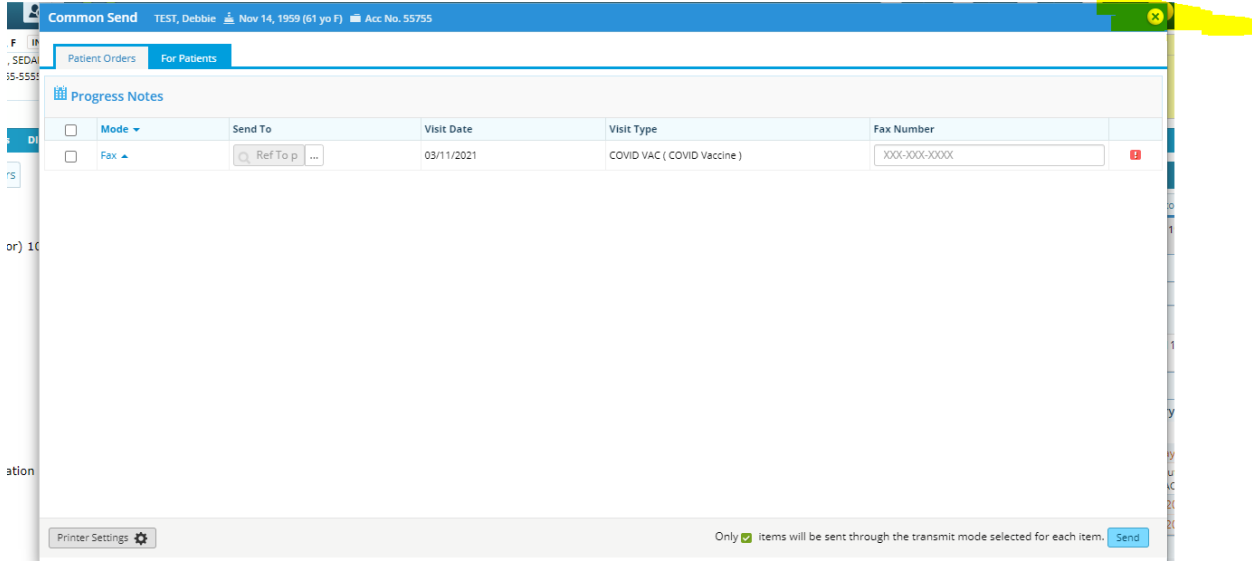 Common Send TEST, Debbie Nov 14, 1959 (61 yo F) Acc No. 55755
F IN
, SEDA
55-5555
Patient Orders For Patients
Progress Notes
Mode Send To Visit Date Visit Type Fax Number
Fax Ref To p ... 03/11/2021 COVID VAC ( COVID Vaccine ) XXX-XXX-XXXX
DI
rs
or) 10
ation
Printer Settings Only items will be sent through the transmit mode selected for each item. Send